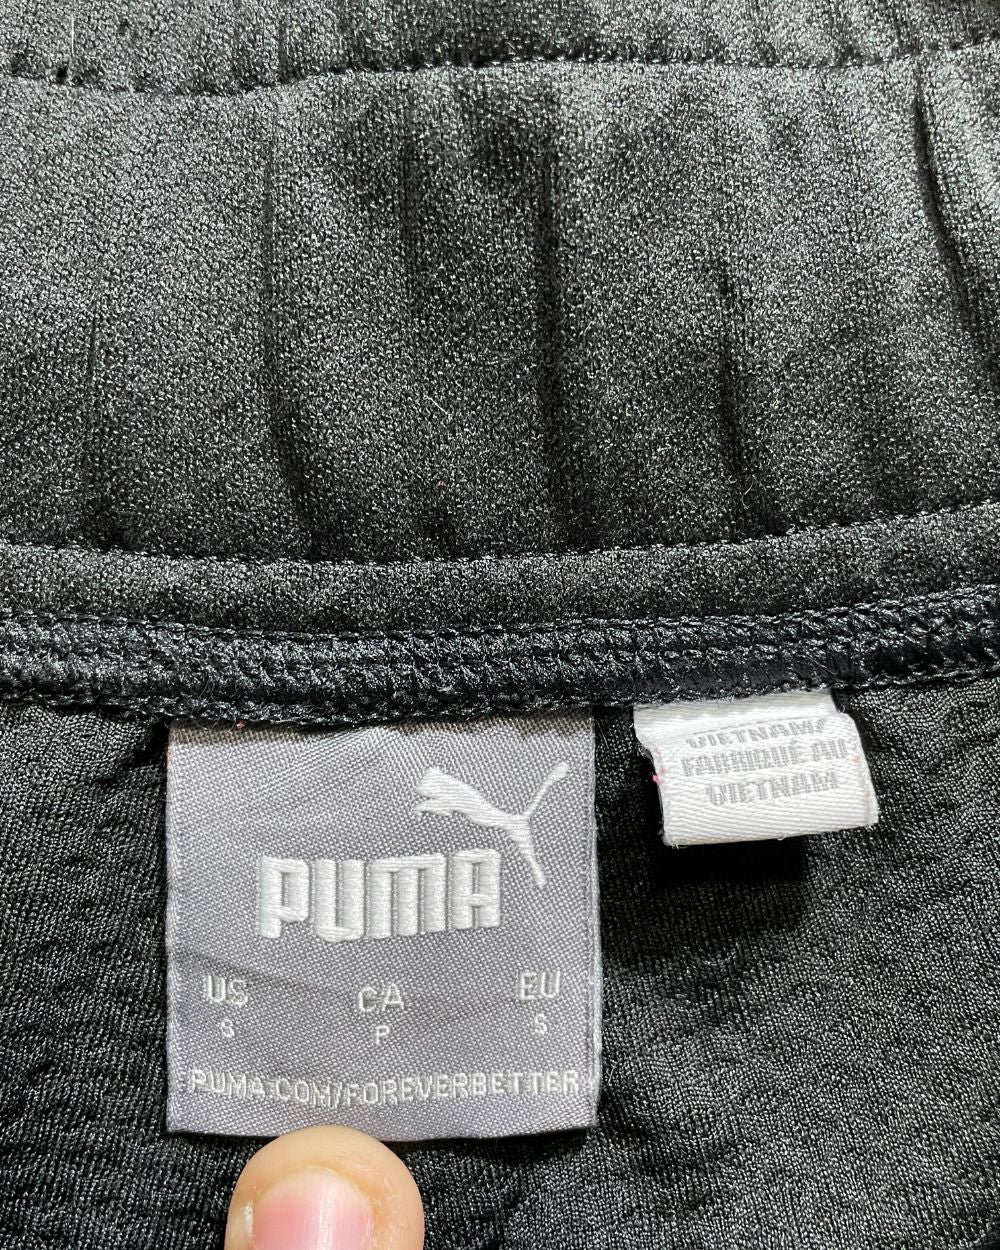 PUMA
US CA EU
S P S
PUMA.COM/FOREVERBETTER
VIETNAM/
FABRIQUÉ AU
VIETNAM